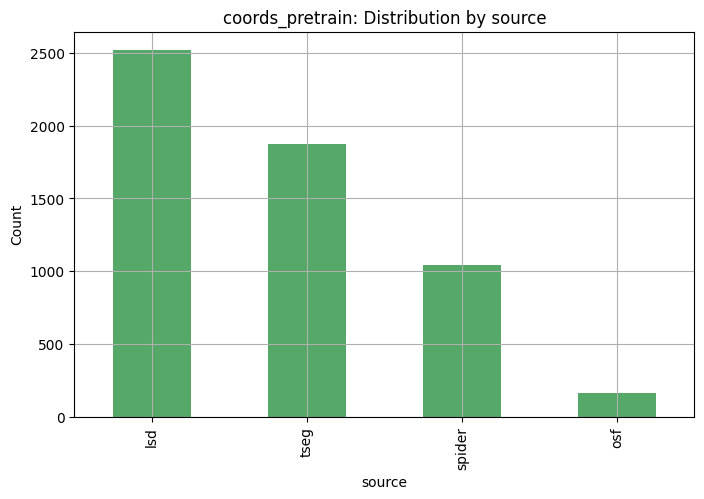 coords_pretrain: Distribution by source
Count
2500
2000
1500
1000
500
0
lsd
tseg
spider
osf
source